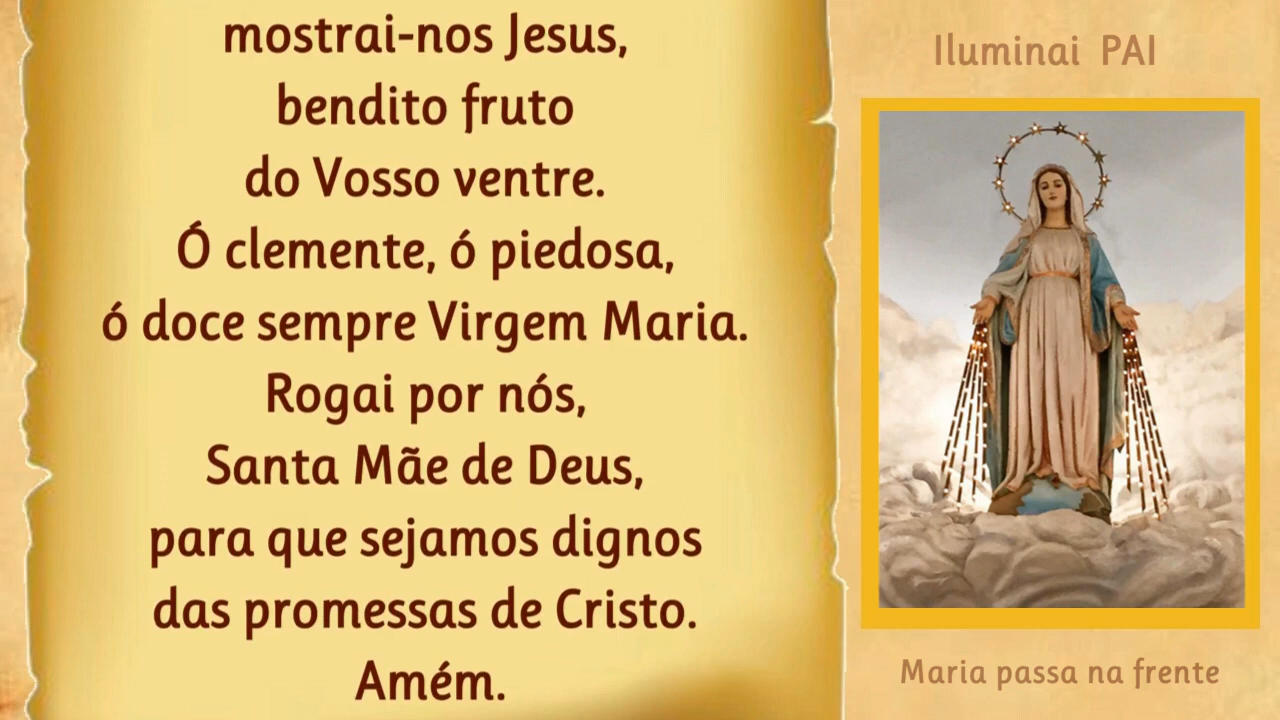 mostrai-nos Jesus,
bendito fruto
do Vosso ventre.
Ó clemente, ó piedosa,
ó doce sempre Virgem Maria.
Rogai por nós,
Santa Mãe de Deus,
para que sejamos dignos
das promessas de Cristo.
Amém.
Iluminai PAI
Maria passa na frente